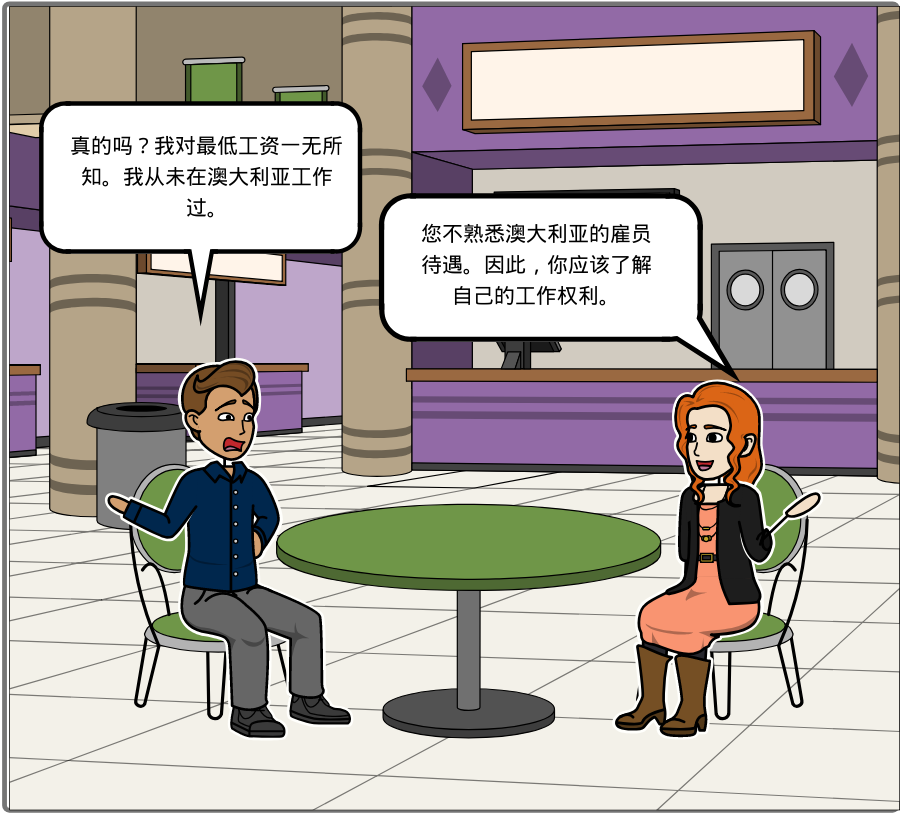 真的吗？我对最低工资一无所
知。我从未在澳大利亚工作
过。
您不熟悉澳大利亚的雇员
待遇。因此，你应该了解
自己的工作权利。